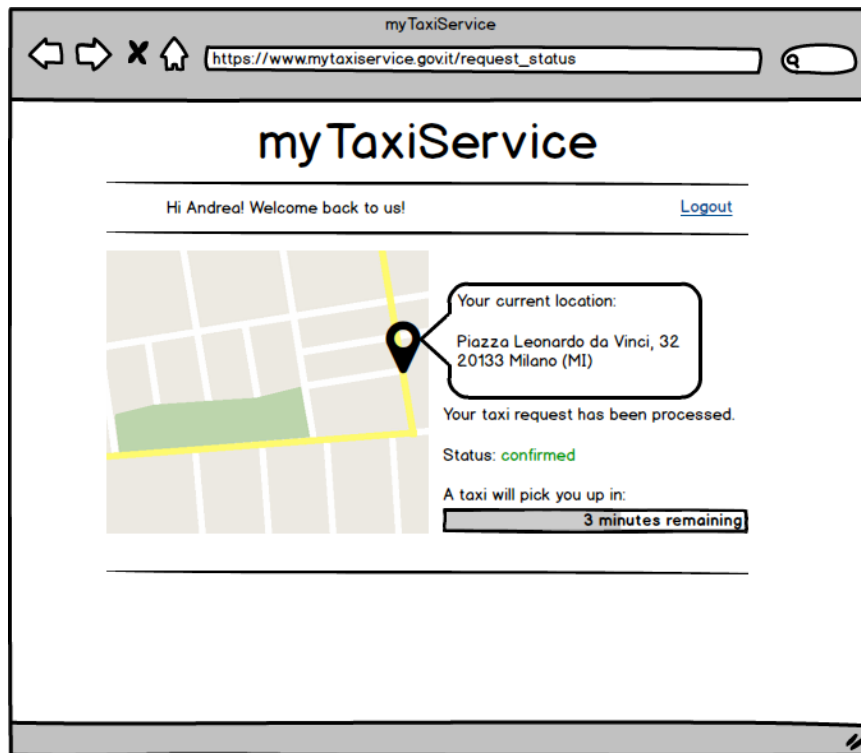 myTaxiService
https://www.mytaxiservice.gov.it/request_status
myTaxiService
Hi Andrea! Welcome back to us!
Logout
Your current location:
Piazza Leonardo da Vinci, 32
20133 Milano (MI)
Your taxi request has been processed.
Status: confirmed
A taxi will pick you up in:
3 minutes remaining